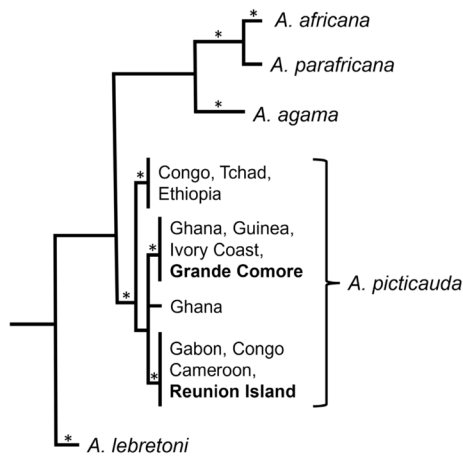 *
A. africana
*
A. parafricana
*
A. agama
*
Congo, Tchad,
Ethiopia
*
Ghana, Guinea,
Ivory Coast,
Grande Comore
*
A. picticauda
Ghana
*
Gabon, Congo
Cameroon,
Reunion Island
*
A. lebretoni